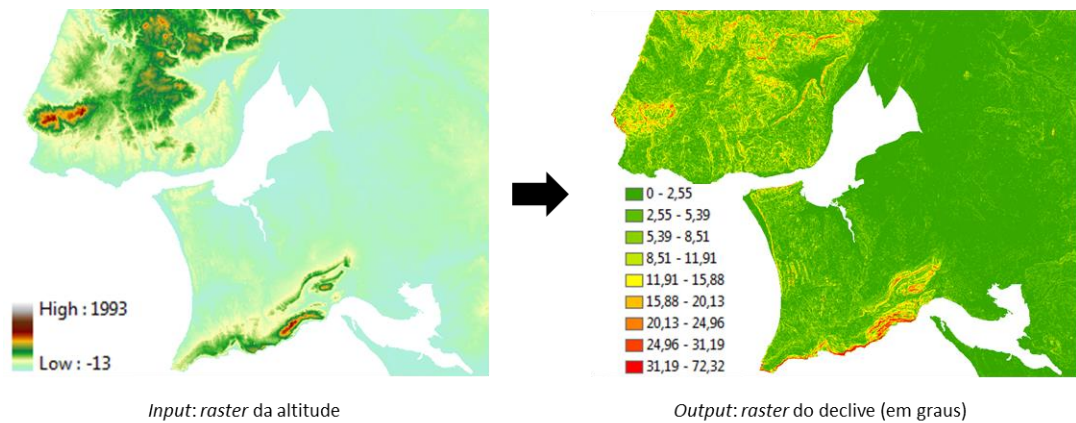 High : 1993
Low : -13
0 - 2,55
2,55 - 5,39
5,39 - 8,51
8,51 - 11,91
11,91 - 15,88
15,88 - 20,13
20,13 - 24,96
24,96 - 31,19
31,19 - 72,32
Input: raster da altitude
Output: raster do declive (em graus)